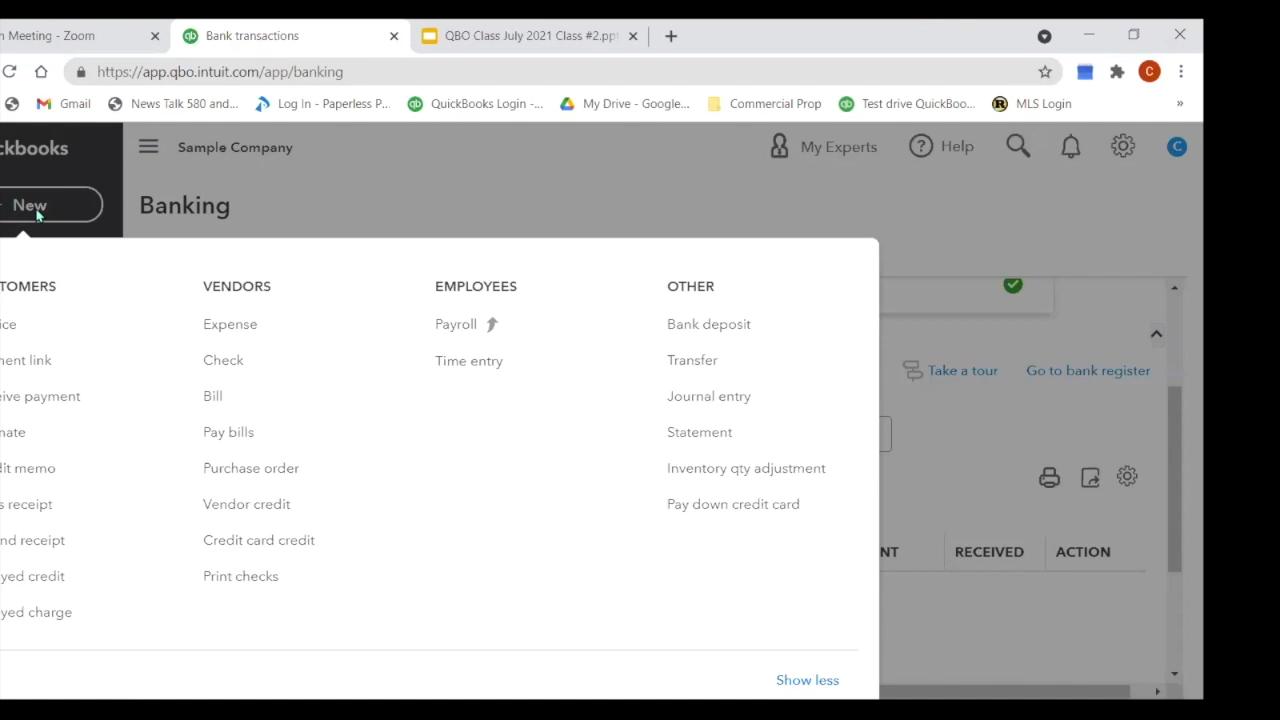 n Meeting - Zoom
Bank transactions
QBO Class July 2021 Class #2.ppt
https://app.qbo.intuit.com/app/banking
C
Gmail
News Talk 580 and...
Log In - Paperless P...
QuickBooks Login -...
My Drive - Google...
Commercial Prop
Test drive QuickBoo...
MLS Login
»
ckbooks
Sample Company
My Experts
Help
C
New
Banking
TOMERS
VENDORS
EMPLOYEES
OTHER
ice
Expense
Payroll
Bank deposit
nent link
Check
Time entry
Transfer
Take a tour
Go to bank register
eive payment
Bill
Journal entry
nate
Pay bills
Statement
dit memo
Purchase order
Inventory qty adjustment
s receipt
Vendor credit
Pay down credit card
nd receipt
Credit card credit
NT
RECEIVED
ACTION
yed credit
Print checks
yed charge
Show less